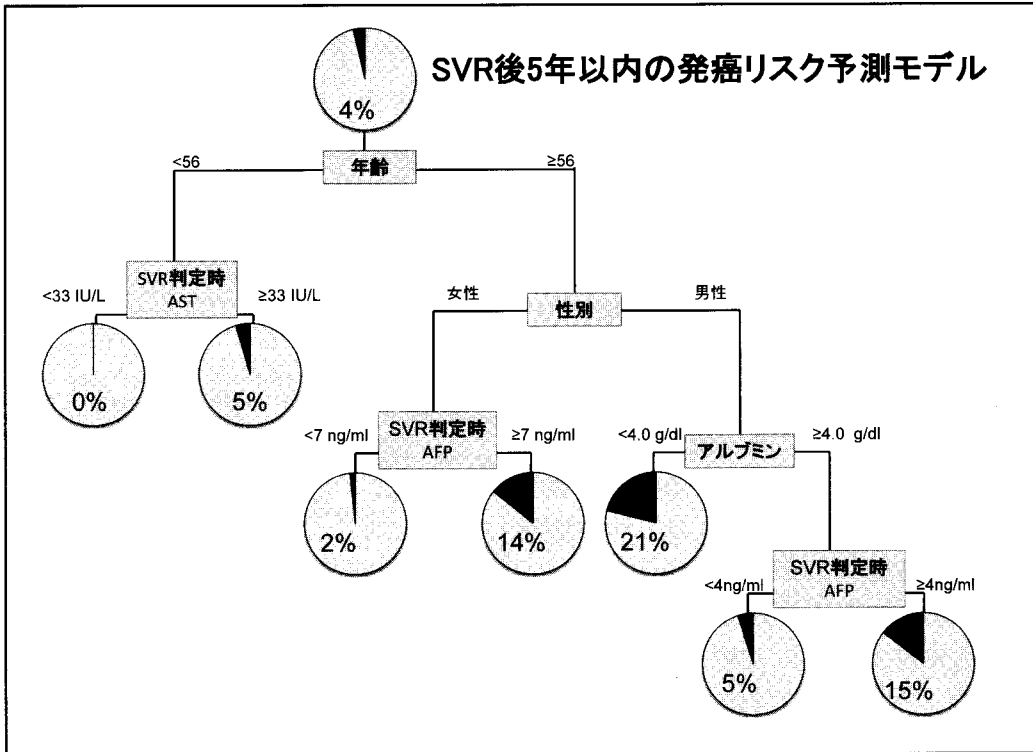 SVR後5年以内の発癌リスク予測モデル
4%
<56
≥56
年齢
SVR判定時
AST
<33 IU/L
≥33 IU/L
0%
5%
女性
男性
性別
SVR判定時
AFP
<7 ng/ml
≥7 ng/ml
2%
14%
<4.0 g/dl
≥4.0 g/dl
アルブミン
21%
SVR判定時
AFP
<4ng/ml
≥4ng/ml
5%
15%